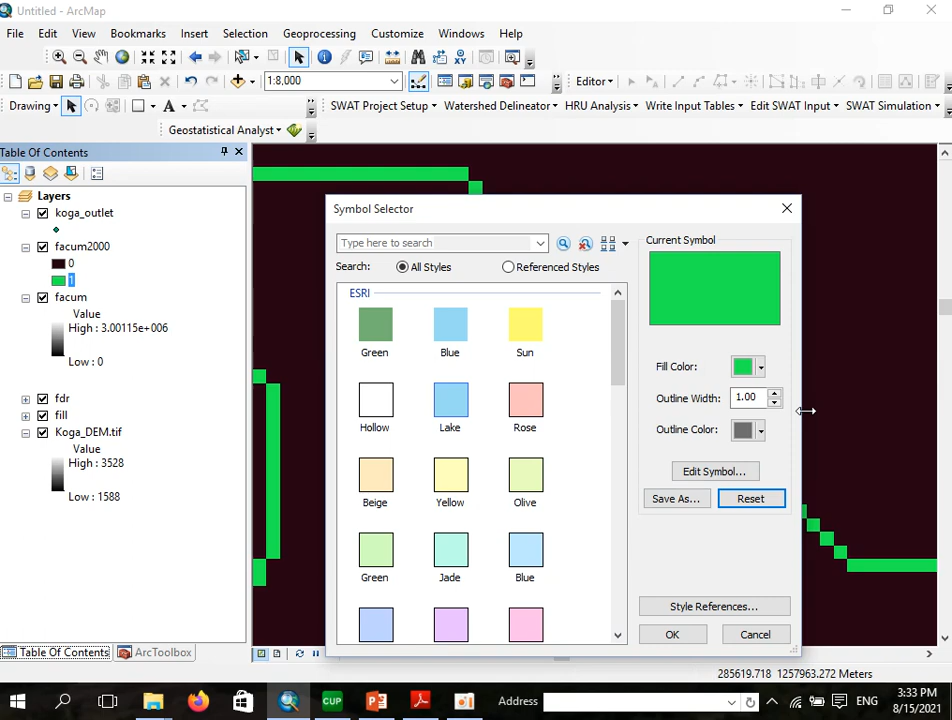 Untitled - ArcMap
File Edit View Bookmarks Insert Selection Geoprocessing Customize Windows Help
1:8,000
Editor
Drawing
A
SWAT Project Setup Watershed Delineator HRU Analysis Write Input Tables Edit SWAT Input SWAT Simulation
Geostatistical Analyst
Table Of Contents
Layers
koga_outlet
facum2000
0
1
facum
Value
High : 3.00115e+006
Low : 0
fdr
fill
Koga_DEM.tif
Value
High : 3528
Low : 1588
Symbol Selector
Type here to search
Search: All Styles Referenced Styles
ESRI
Green Blue Sun
Hollow Lake Rose
Beige Yellow Olive
Green Jade Blue
Current Symbol
Fill Color:
Outline Width: 1.00
Outline Color:
Edit Symbol...
Save As... Reset
Style References...
OK Cancel
Table Of Contents ArcToolbox
285619.718 1257963.272 Meters
CUP
Address
ENG
3:33 PM
8/15/2021